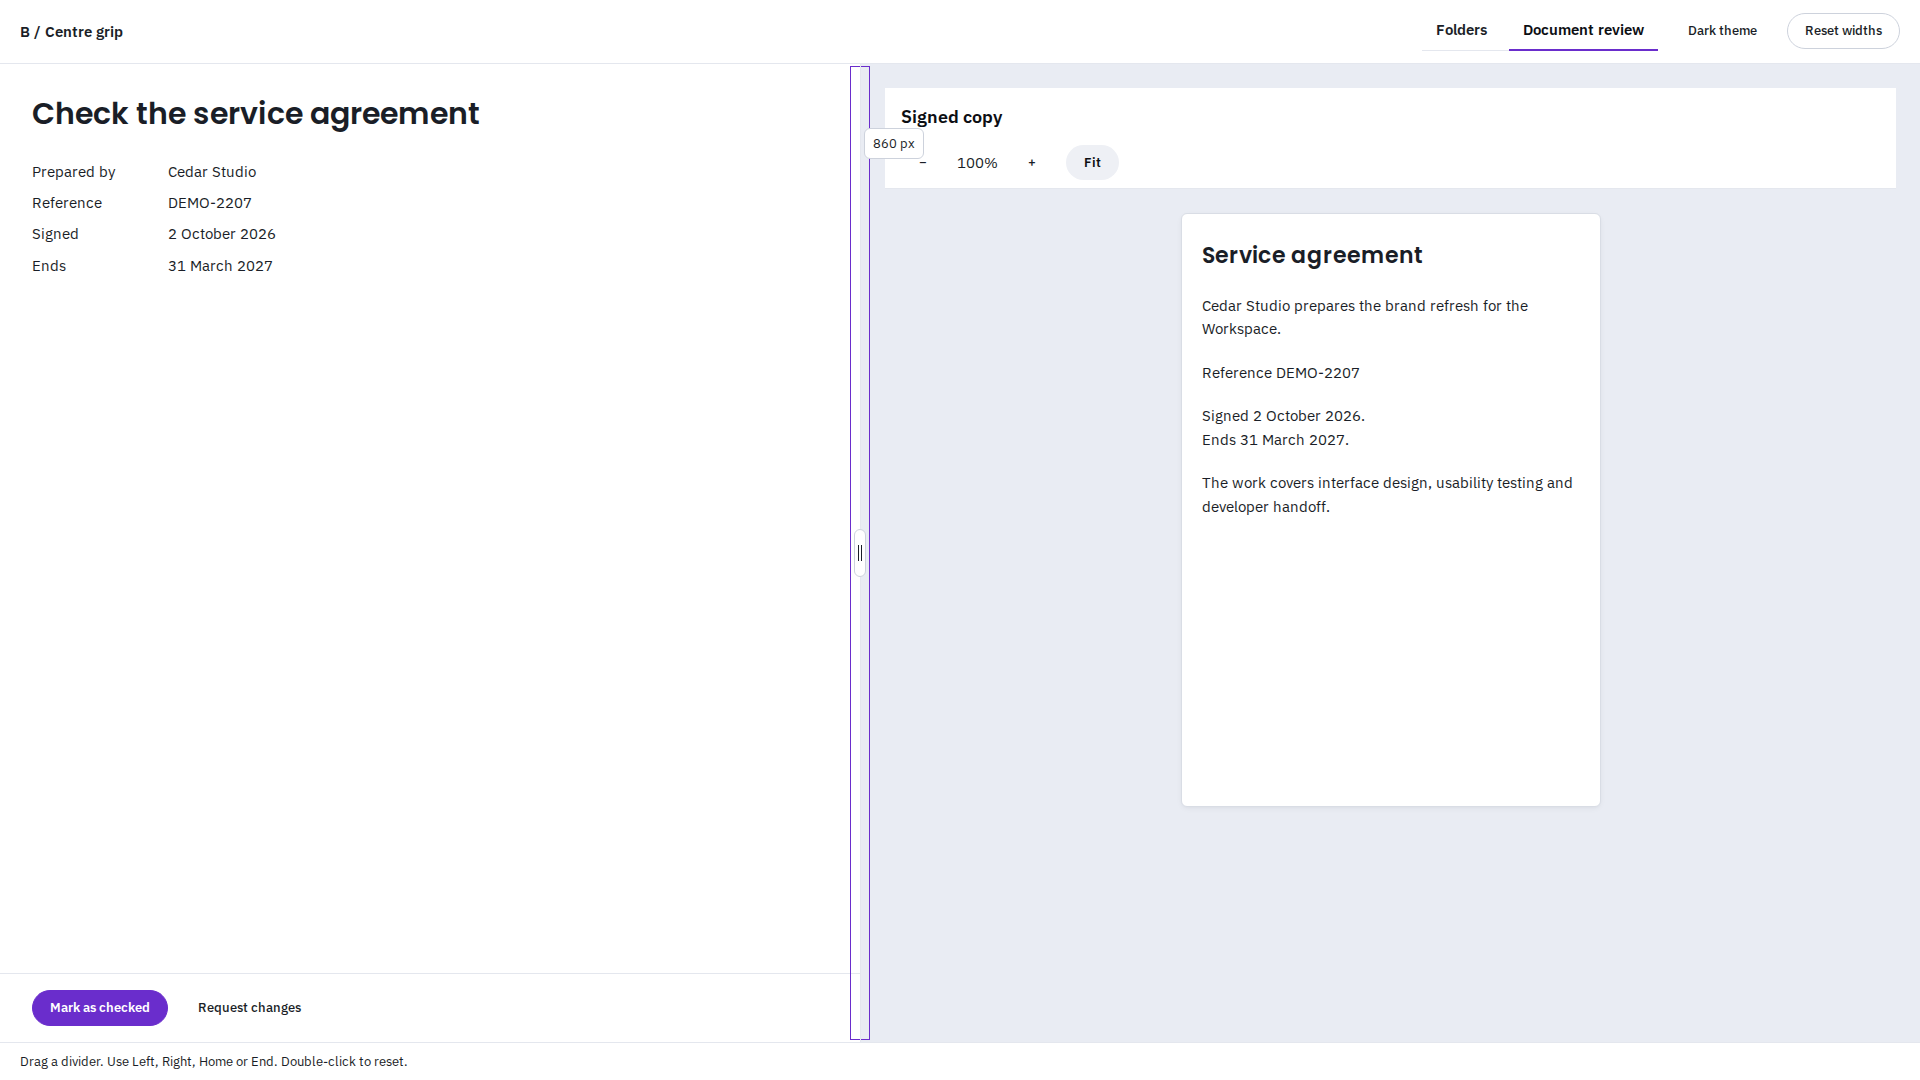 B / Centre grip
Folders
Document review
Dark theme
Reset widths
Check the service agreement
Prepared by Cedar Studio
Reference DEMO-2207
Signed 2 October 2026
Ends 31 March 2027
Mark as checked
Request changes
860 px
Signed copy
− 100% + Fit
Service agreement
Cedar Studio prepares the brand refresh for the
Workspace.
Reference DEMO-2207
Signed 2 October 2026.
Ends 31 March 2027.
The work covers interface design, usability testing and
developer handoff.
Drag a divider. Use Left, Right, Home or End. Double-click to reset.